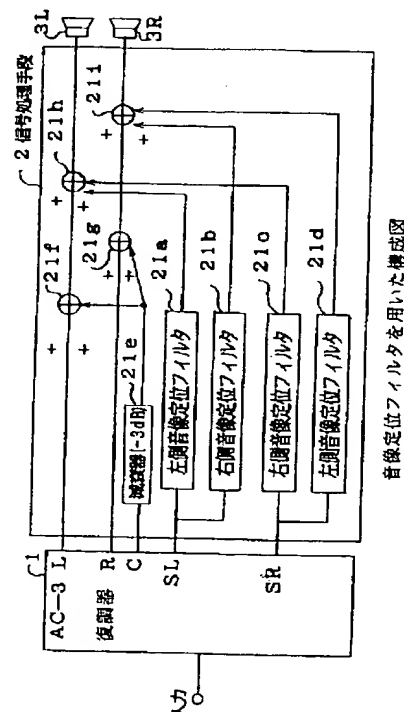 入力
1
AC-3
復調器
L
R
C
SL
SR
2 信号処理手段
21f
+
+
21h
+
+
3L
21g
+
+
21i
+
+
3R
21e
減衰器(-3dB)
21a
左側音像定位フィルタ
21b
右側音像定位フィルタ
21c
右側音像定位フィルタ
21d
左側音像定位フィルタ
音像定位フィルタを用いた構成図